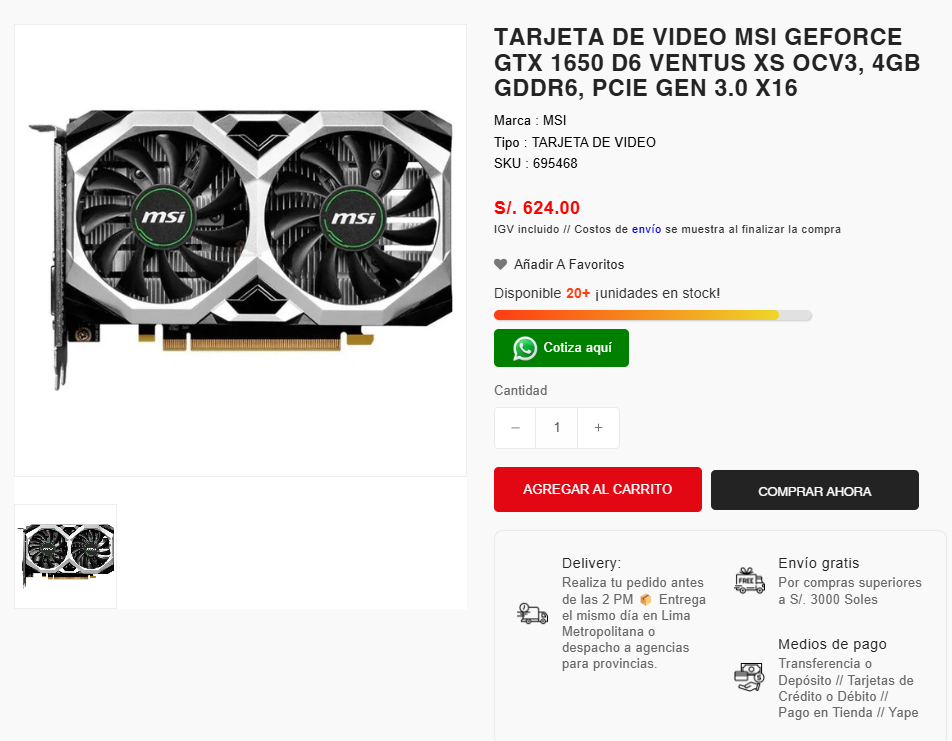 msi
msi
TARJETA DE VIDEO MSI GEFORCE
GTX 1650 D6 VENTUS XS OCV3, 4GB
GDDR6, PCIE GEN 3.0 X16
Marca : MSI
Tipo : TARJETA DE VIDEO
SKU : 695468
S/. 624.00
IGV incluido // Costos de envío se muestra al finalizar la compra
Añadir A Favoritos
Disponible 20+ ¡unidades en stock!
Cotiza aquí
Cantidad
− 1 +
AGREGAR AL CARRITO
COMPRAR AHORA
Delivery:
Realiza tu pedido antes
de las 2 PM 📦 Entrega
el mismo día en Lima
Metropolitana o
despacho a agencias
para provincias.
FREE
Envío gratis
Por compras superiores
a S/. 3000 Soles
Medios de pago
Transferencia o
Depósito // Tarjetas de
Crédito o Débito //
Pago en Tienda // Yape
msi
msi